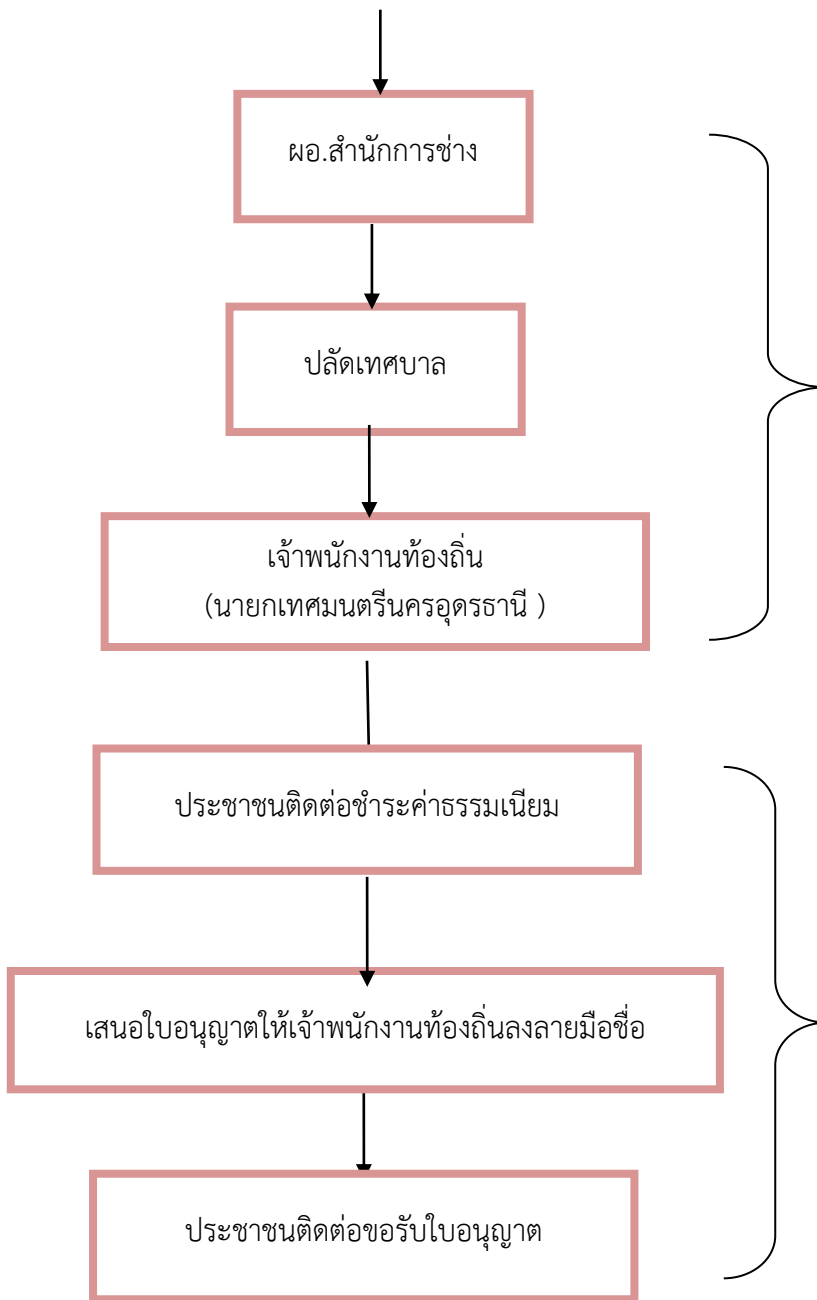 ผอ.สำนักการช่าง
ปลัดเทศบาล
เจ้าพนักงานท้องถิ่น
(นายกเทศมนตรีนครอุดรธานี )
ประชาชนติดต่อชำระค่าธรรมเนียม
เสนอใบอนุญาตให้เจ้าพนักงานท้องถิ่นลงลายมือชื่อ
ประชาชนติดต่อขอรับใบอนุญาต